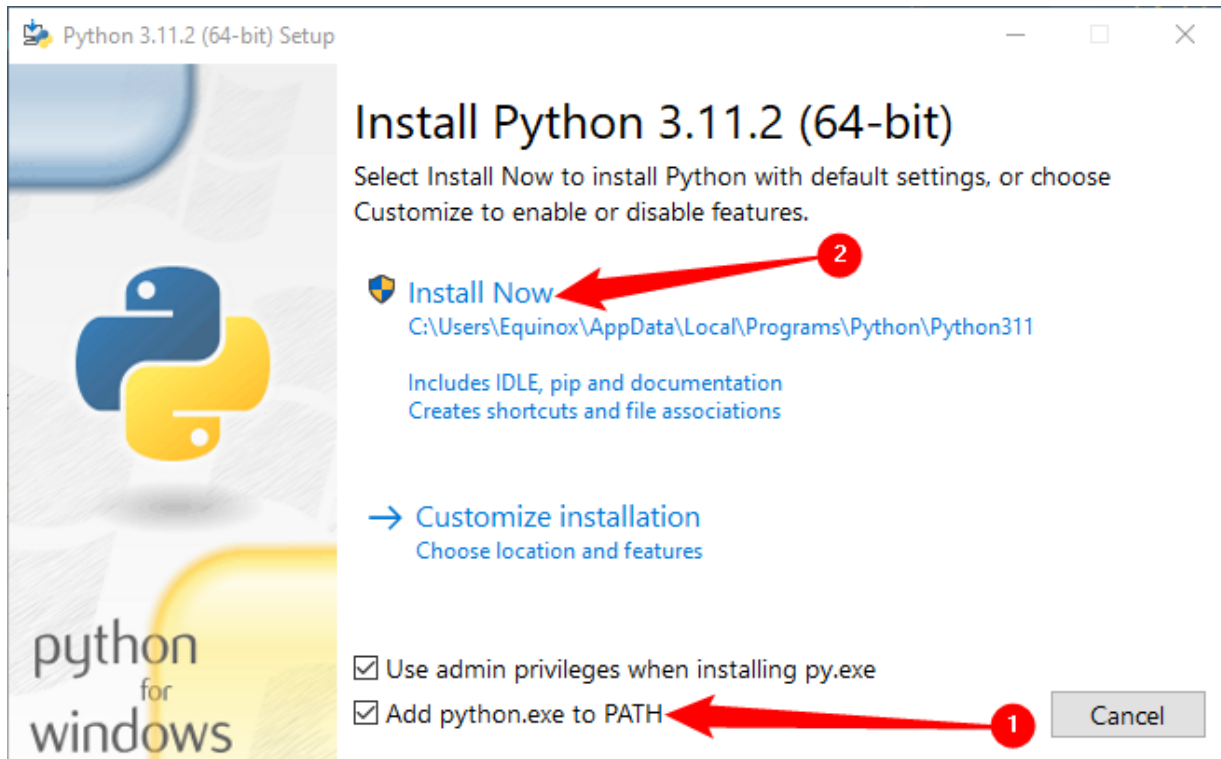 Python 3.11.2 (64-bit) Setup
Install Python 3.11.2 (64-bit)
Select Install Now to install Python with default settings, or choose
Customize to enable or disable features.
2
Install Now
C:\Users\Equinox\AppData\Local\Programs\Python\Python311
Includes IDLE, pip and documentation
Creates shortcuts and file associations
Customize installation
Choose location and features
python
for
windows
Use admin privileges when installing py.exe
Add python.exe to PATH
1
Cancel